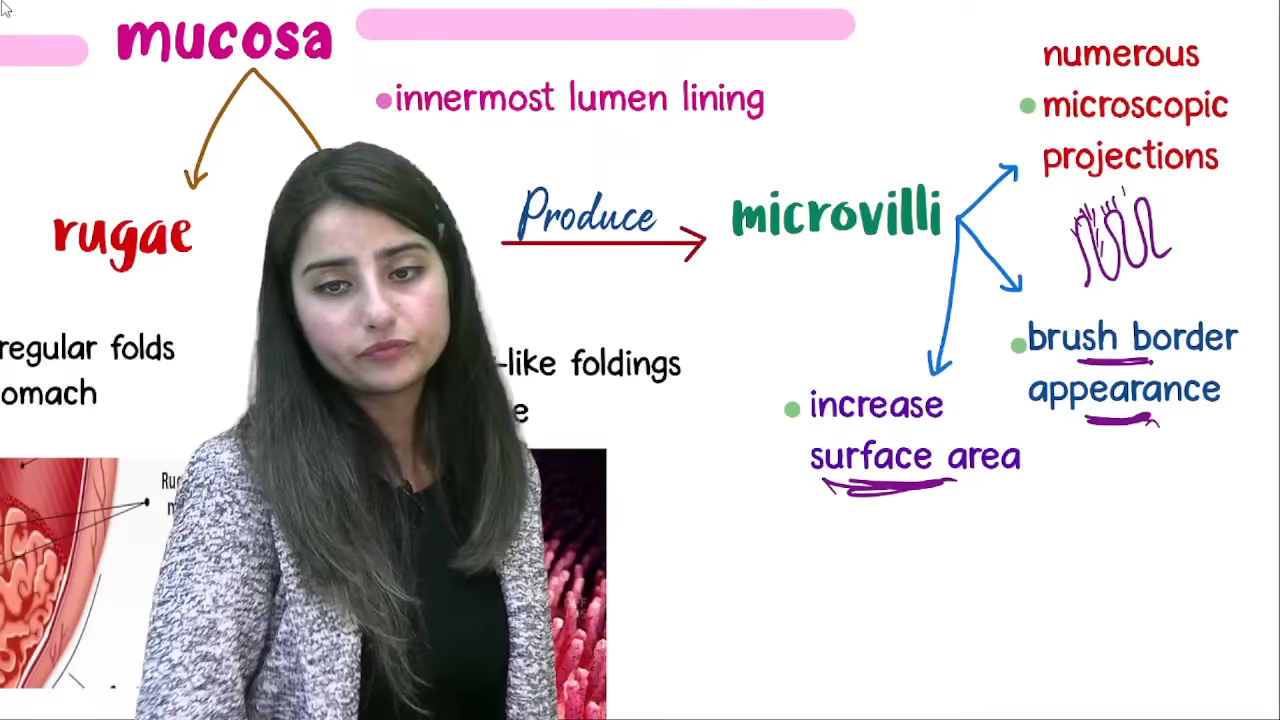 mucosa
innermost lumen lining
numerous
microscopic
projections
rugae
Produce
microvilli
regular folds
omach
-like foldings
e
brush border
appearance
increase
surface area